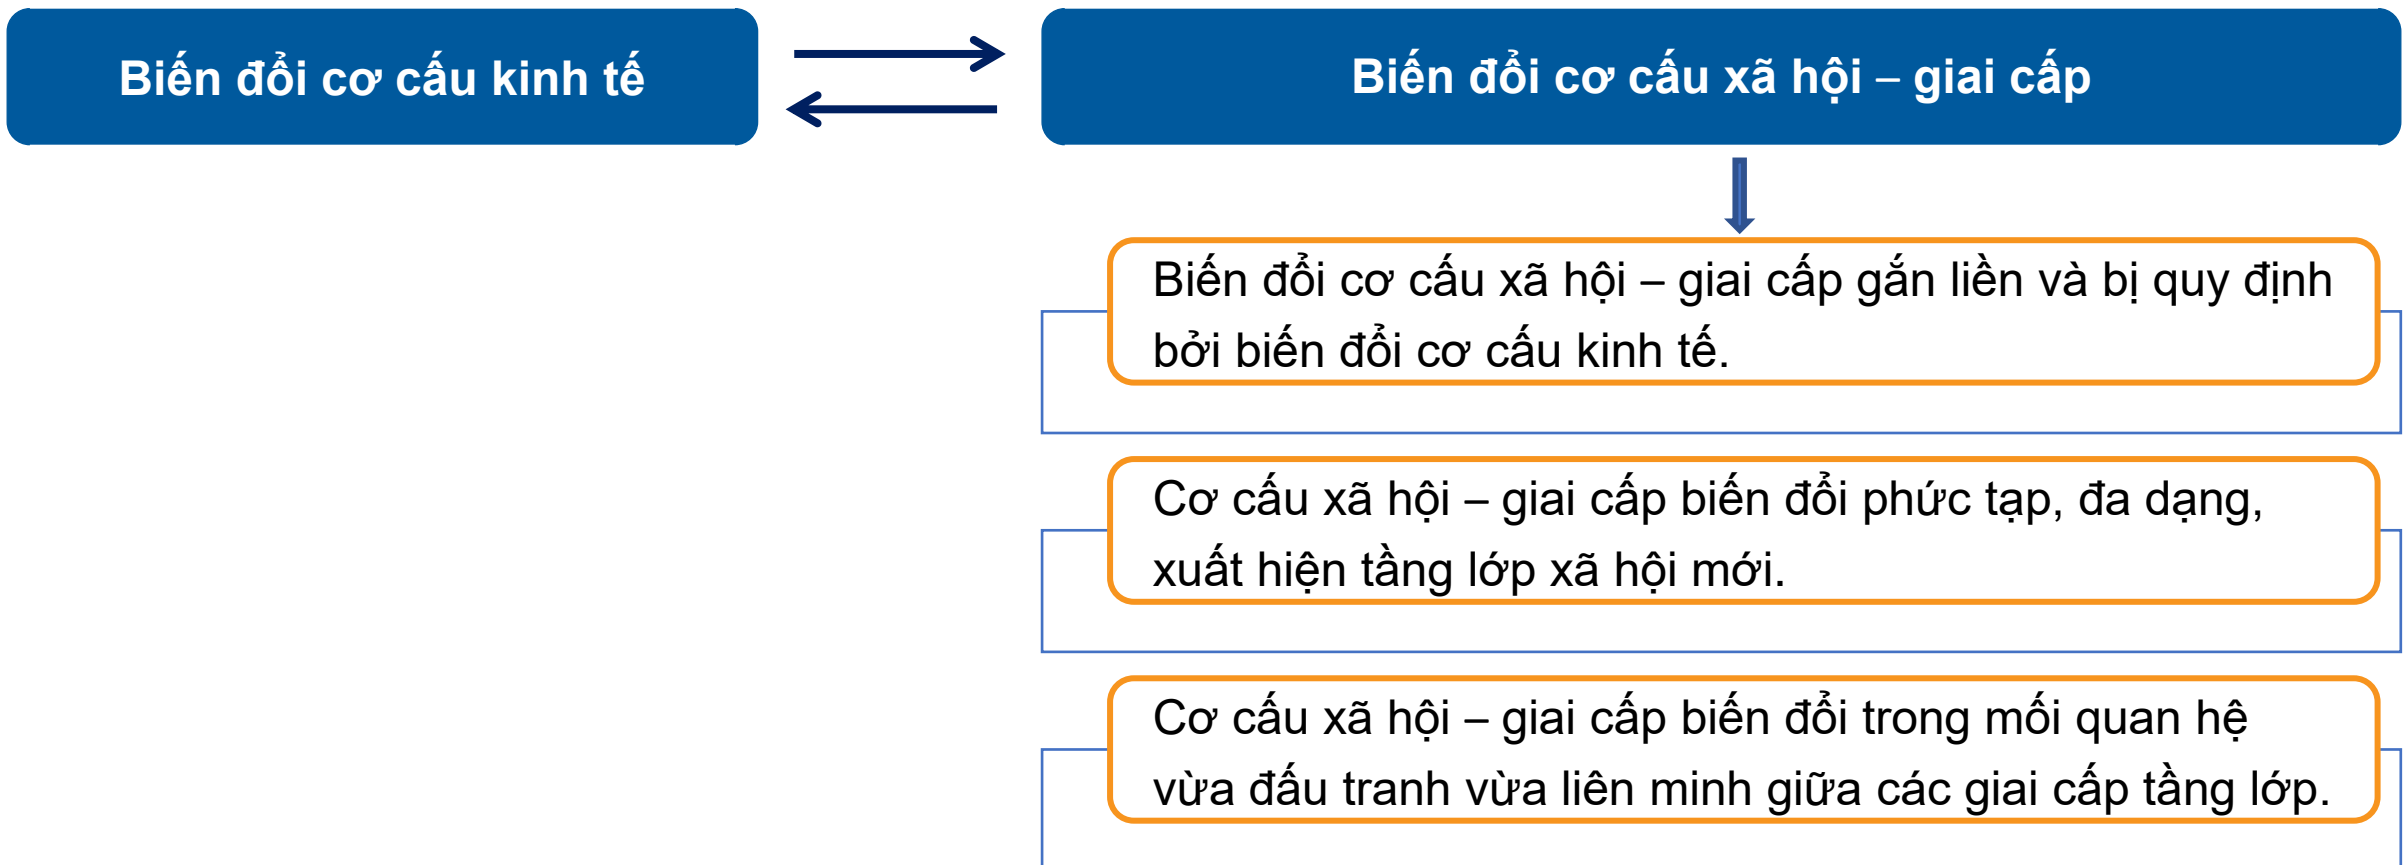 Biến đổi cơ cấu kinh tế
Biến đổi cơ cấu xã hội – giai cấp
Biến đổi cơ cấu xã hội – giai cấp gắn liền và bị quy định
bởi biến đổi cơ cấu kinh tế.
Cơ cấu xã hội – giai cấp biến đổi phức tạp, đa dạng,
xuất hiện tầng lớp xã hội mới.
Cơ cấu xã hội – giai cấp biến đổi trong mối quan hệ
vừa đấu tranh vừa liên minh giữa các giai cấp tầng lớp.